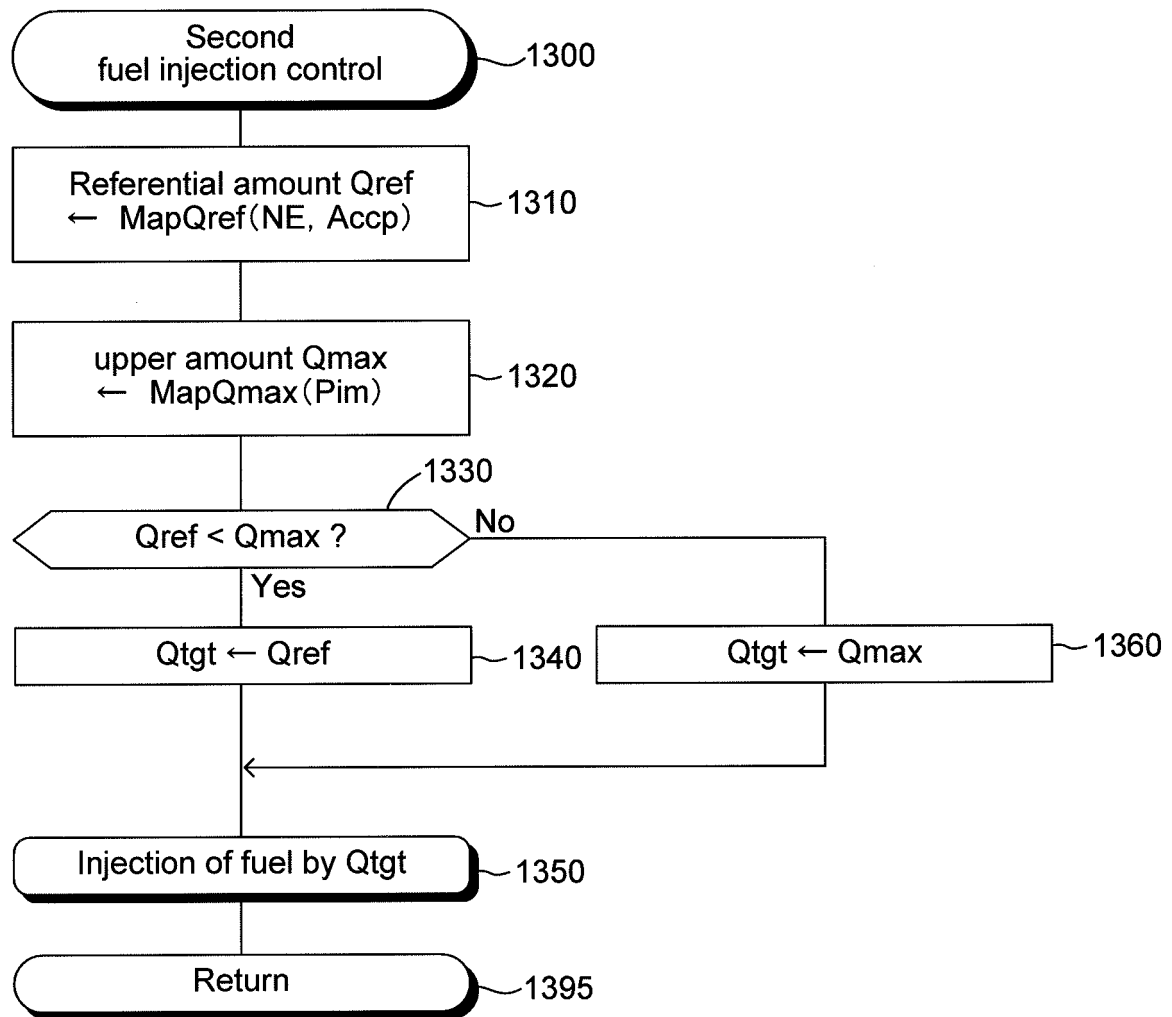 Second
fuel injection control
1300
Referential amount Qref
← MapQref(NE, Accp)
1310
upper amount Qmax
← MapQmax(Pim)
1320
1330
Qref < Qmax ?
No
Yes
Qtgt ← Qref
1340
Qtgt ← Qmax
1360
Injection of fuel by Qtgt
1350
Return
1395